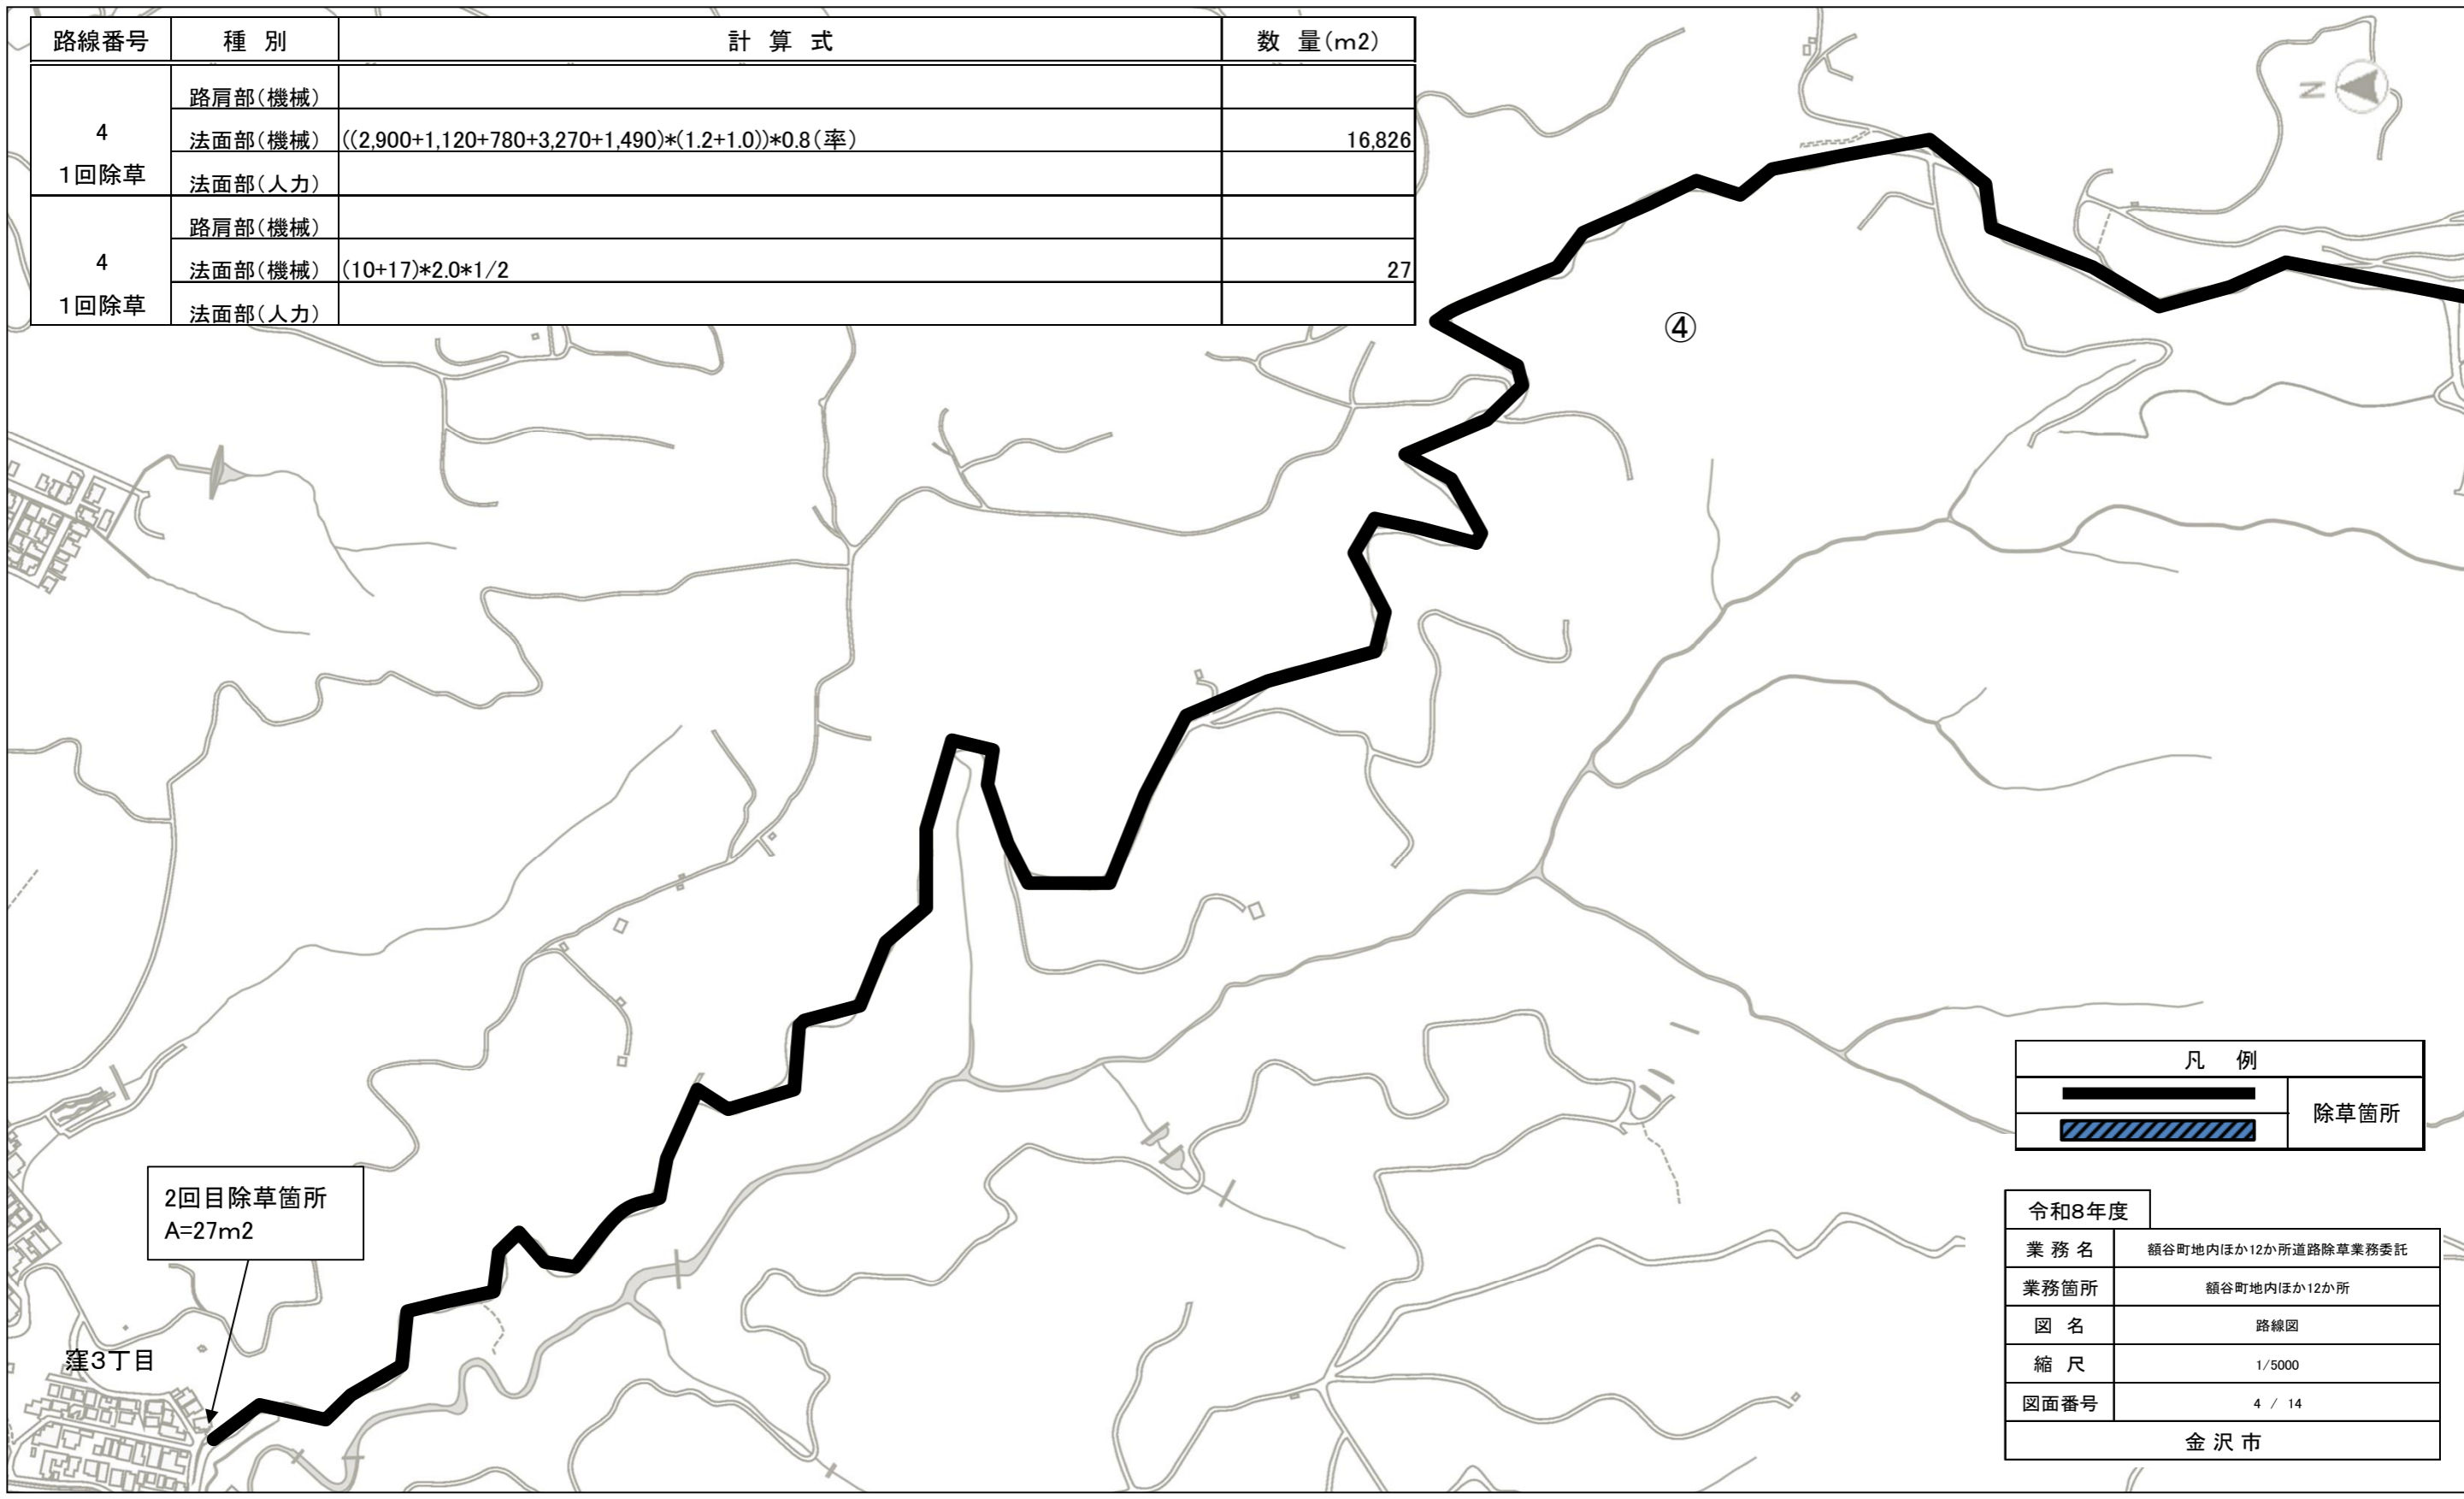 路線番号 種 別 計 算 式 数 量(m2)
4
1回除草
路肩部(機械)
法面部(機械) ((2,900+1,120+780+3,270+1,490)*(1.2+1.0))*0.8(率) 16,826
法面部(人力)
4
1回除草
路肩部(機械)
法面部(機械) (10+17)*2.0*1/2 27
法面部(人力)
N
④
2回目除草箇所
A=27m2
窪3丁目
凡 例
除草箇所
令和8年度
業 務 名 額谷町地内ほか12か所道路除草業務委託
業務箇所 額谷町地内ほか12か所
図 名 路線図
縮 尺 1/5000
図面番号 4 / 14
金 沢 市